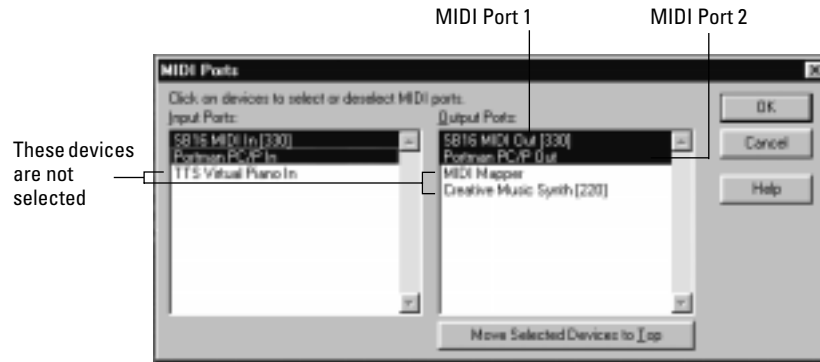 MIDI Port 1
MIDI Port 2
MIDI Ports
Click on devices to select or deselect MIDI ports.
Input Ports:
Output Ports:
SB16 MIDI In [330]
Portman PC/P In
TTS Virtual Piano In
SB16 MIDI Out [330]
Portman PC/P Out
MIDI Mapper
Creative Music Synth [220]
OK
Cancel
Help
Move Selected Devices to Top
These devices
are not
selected